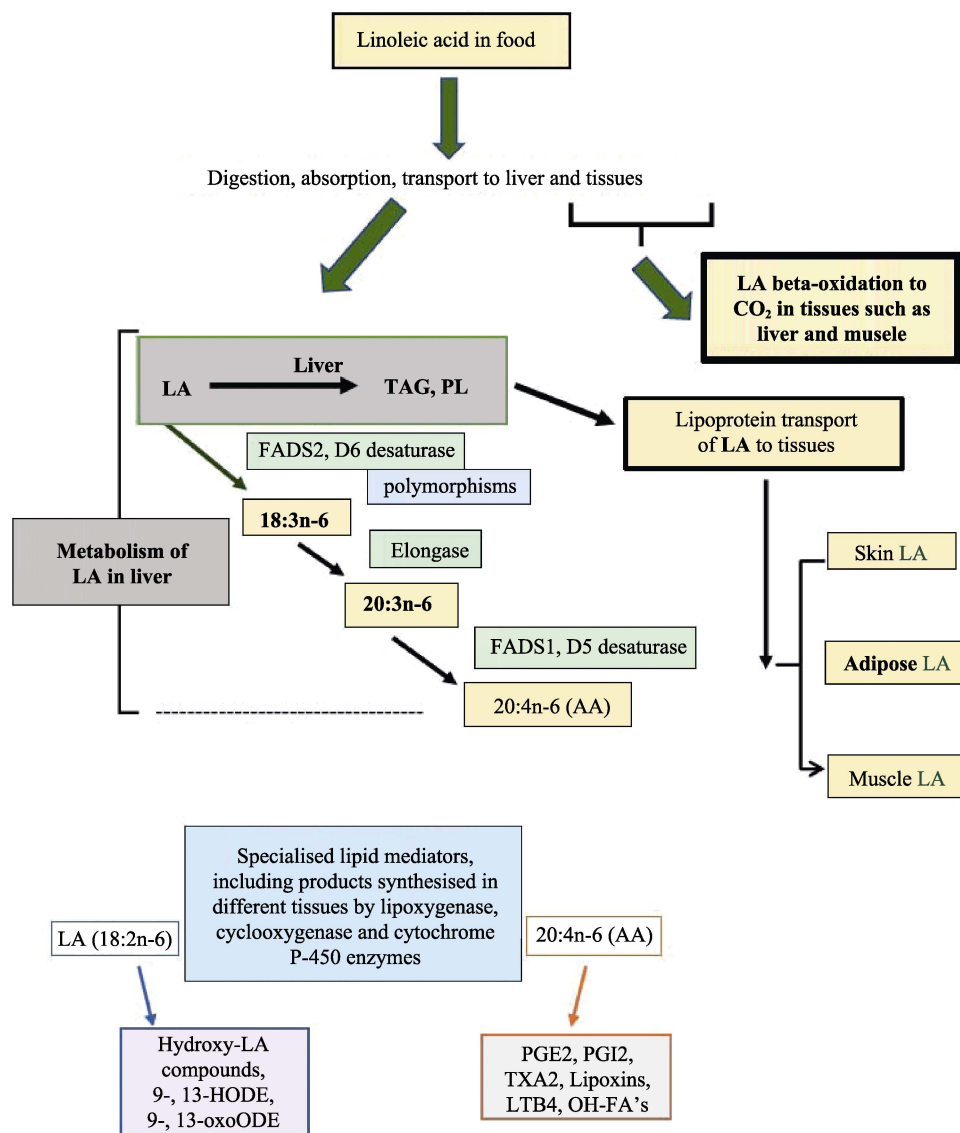 Linoleic acid in food
Digestion, absorption, transport to liver and tissues
LA beta-oxidation to
CO₂ in tissues such as
liver and musele
Liver
LA
TAG, PL
Lipoprotein transport
of LA to tissues
FADS2, D6 desaturase
polymorphisms
18:3n-6
Metabolism of
LA in liver
Elongase
20:3n-6
FADS1, D5 desaturase
20:4n-6 (AA)
Skin LA
Adipose LA
Muscle LA
Specialised lipid mediators,
including products synthesised in
different tissues by lipoxygenase,
cyclooxygenase and cytochrome
P-450 enzymes
LA (18:2n-6)
20:4n-6 (AA)
Hydroxy-LA
compounds,
9-, 13-HODE,
9-, 13-oxoODE
PGE2, PGI2,
TXA2, Lipoxins,
LTB4, OH-FA's